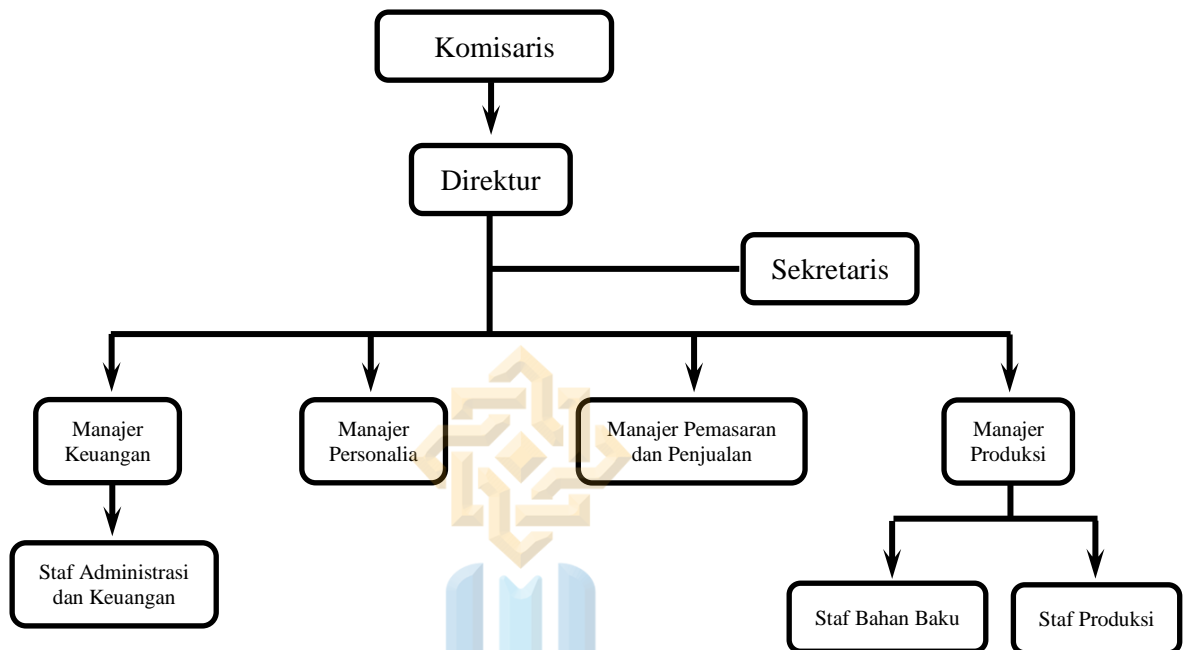 Komisaris
Direktur
Sekretaris
Manajer
Keuangan
Manajer
Personalia
Manajer Pemasaran
dan Penjualan
Manajer
Produksi
Staf Administrasi
dan Keuangan
Staf Bahan Baku
Staf Produksi